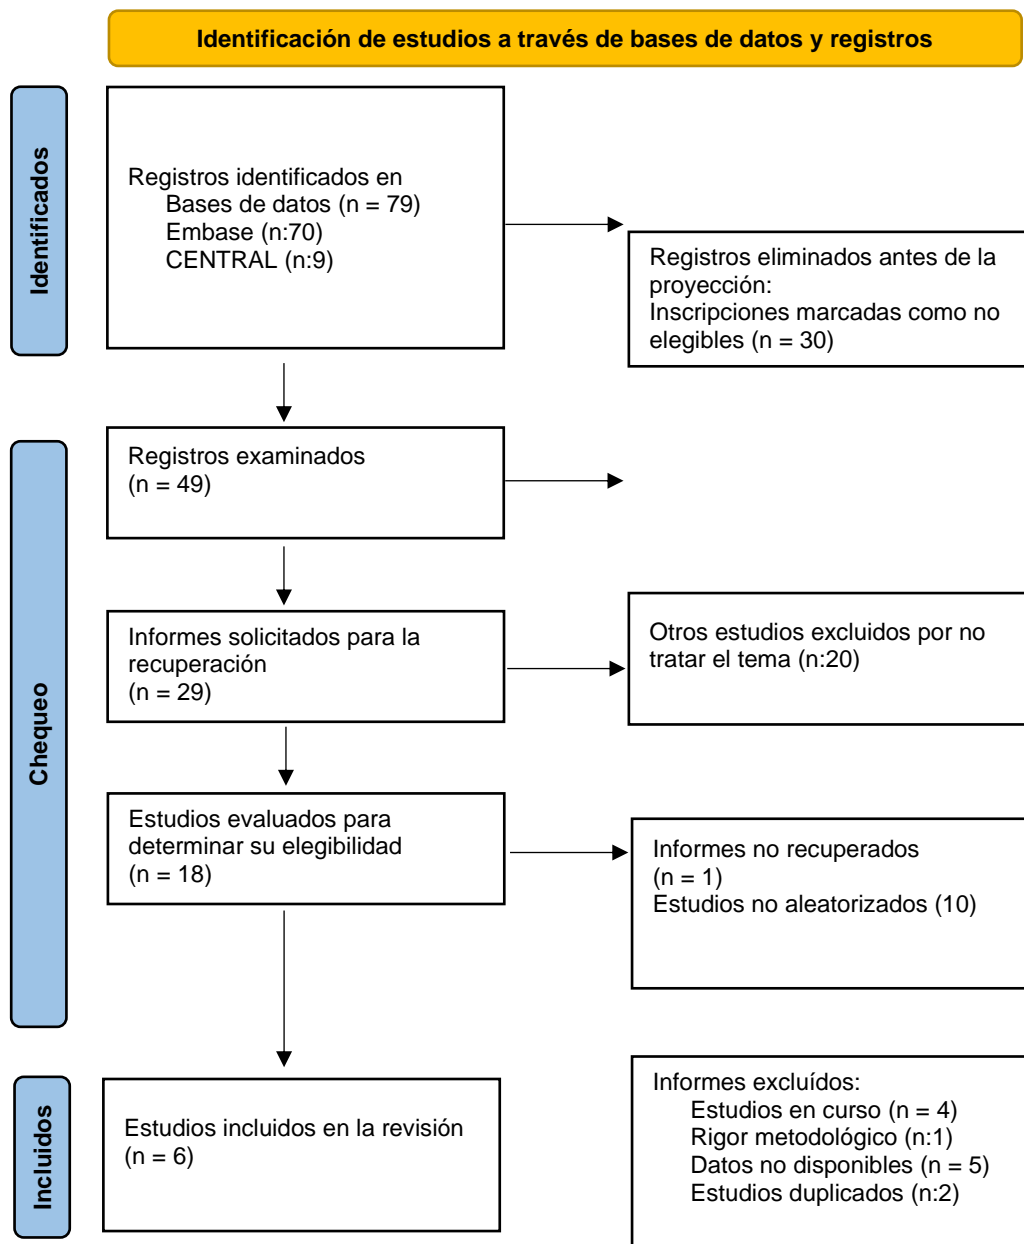 Identificación de estudios a través de bases de datos y registros
Identificados
Registros identificados en
Bases de datos (n = 79)
Embase (n:70)
CENTRAL (n:9)
Registros eliminados antes de la
proyección:
Inscripciones marcadas como no
elegibles (n = 30)
Chequeo
Registros examinados
(n = 49)
Informes solicitados para la
recuperación
(n = 29)
Otros estudios excluidos por no
tratar el tema (n:20)
Estudios evaluados para
determinar su elegibilidad
(n = 18)
Informes no recuperados
(n = 1)
Estudios no aleatorizados (10)
Incluidos
Estudios incluidos en la revisión
(n = 6)
Informes excluídos:
Estudios en curso (n = 4)
Rigor metodológico (n:1)
Datos no disponibles (n = 5)
Estudios duplicados (n:2)